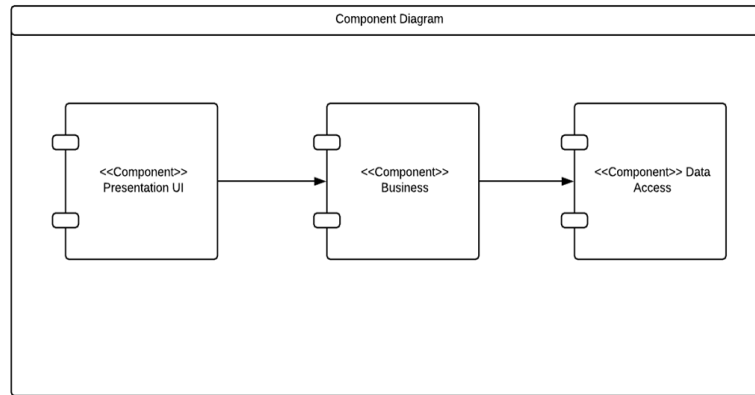 Component Diagram
<<Component>>
Presentation UI
<<Component>>
Business
<<Component>> Data
Access